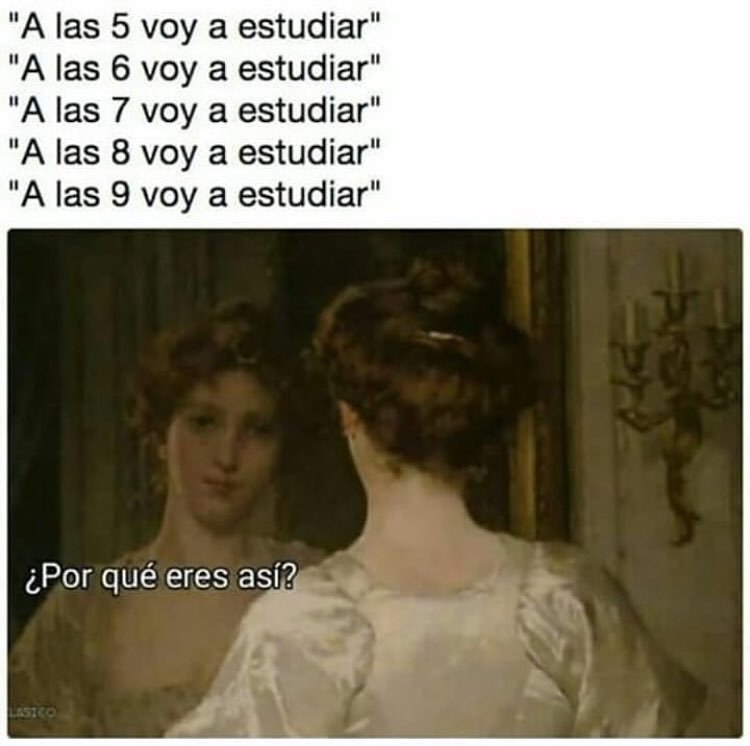 "A las 5 voy a estudiar"
"A las 6 voy a estudiar"
"A las 7 voy a estudiar"
"A las 8 voy a estudiar"
"A las 9 voy a estudiar"
¿Por qué eres así?